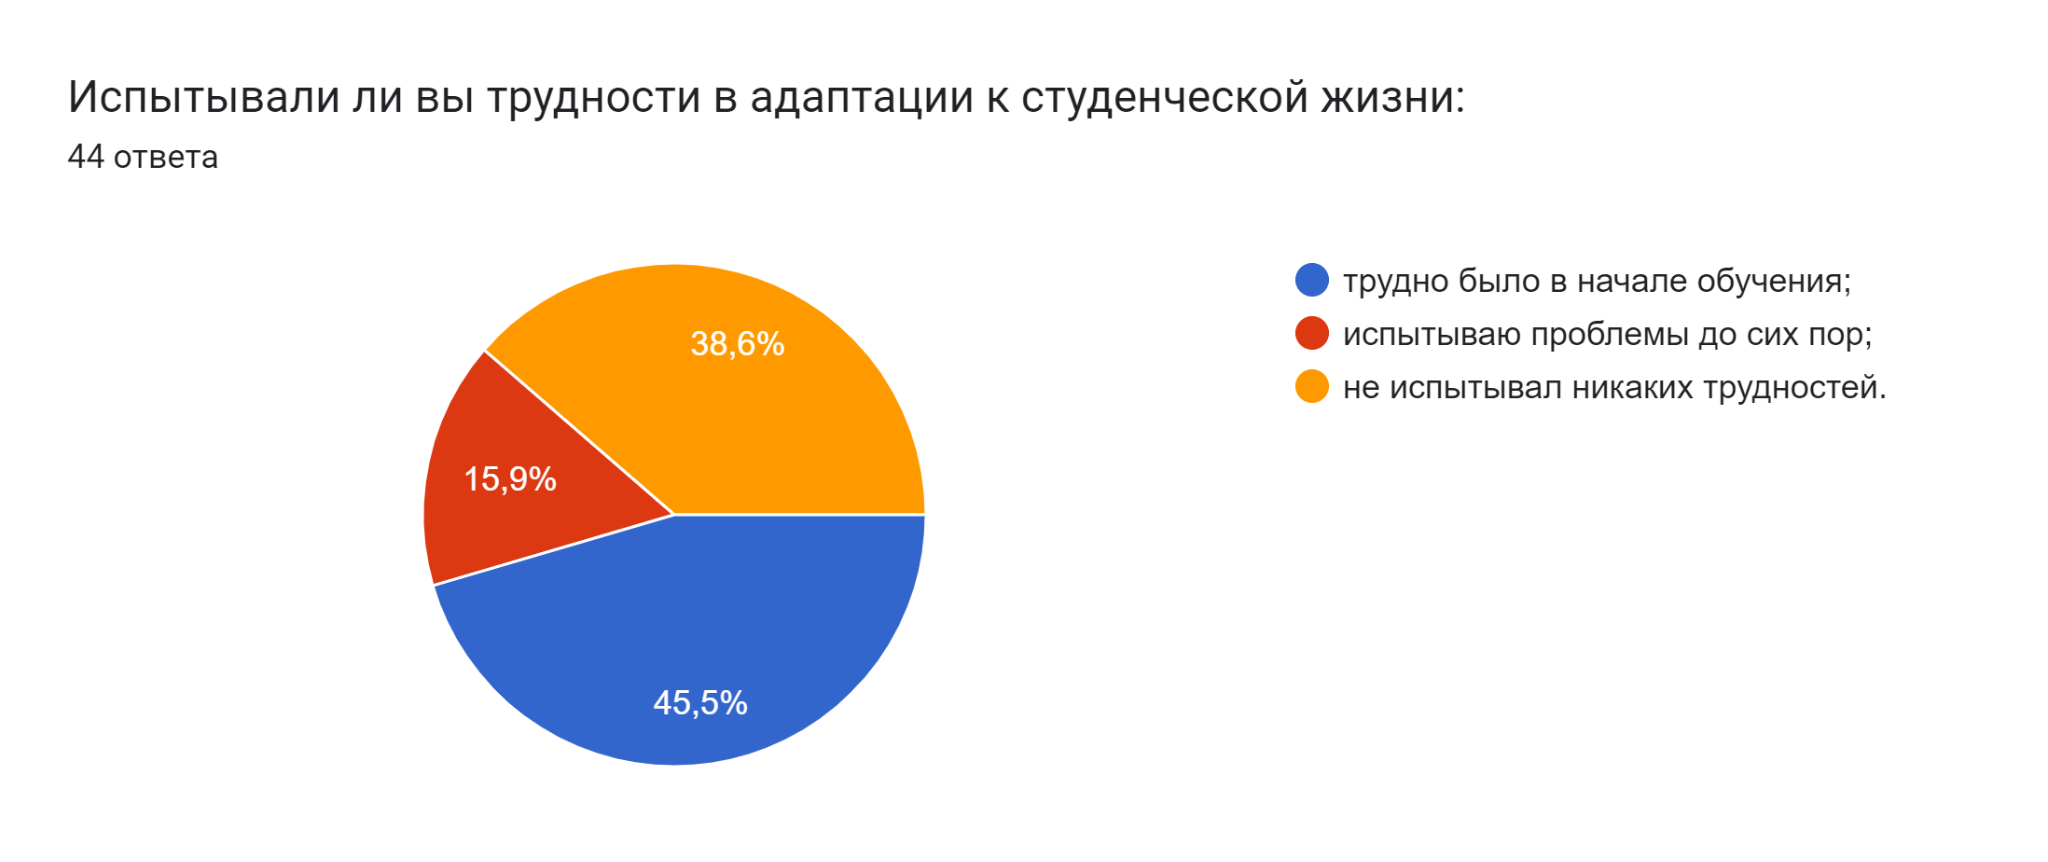 Испытывали ли вы трудности в адаптации к студенческой жизни:
44 ответа
трудно было в начале обучения;
испытываю проблемы до сих пор;
не испытывал никаких трудностей.
38,6%
15,9%
45,5%